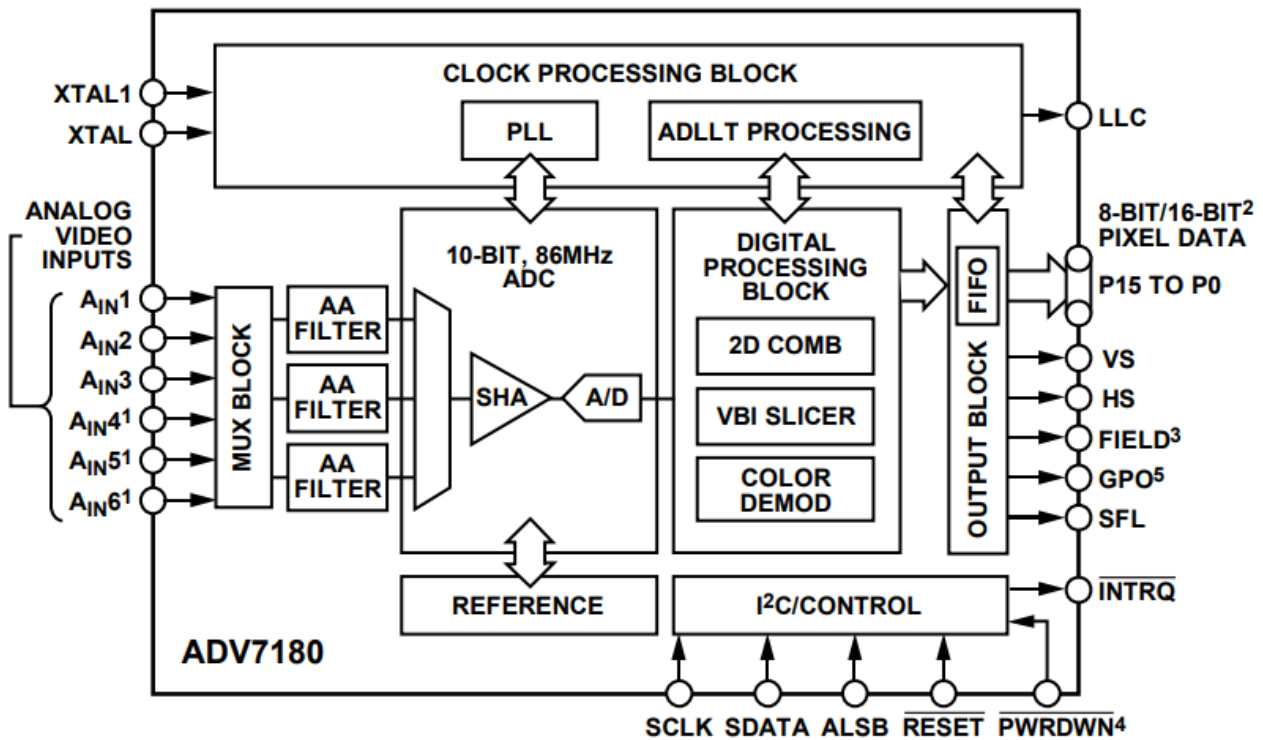 CLOCK PROCESSING BLOCK
XTAL1
XTAL
PLL
ADLLT PROCESSING
LLC
ANALOG
VIDEO
INPUTS
8-BIT/16-BIT2
PIXEL DATA
P15 TO P0
10-BIT, 86MHz
ADC
DIGITAL
PROCESSING
BLOCK
FIFO
OUTPUT BLOCK
AIN1
AIN2
AIN3
AIN41
AIN51
AIN61
MUX BLOCK
AA
FILTER
AA
FILTER
AA
FILTER
SHA
A/D
2D COMB
VBI SLICER
COLOR
DEMOD
VS
HS
FIELD3
GPO5
SFL
REFERENCE
I2C/CONTROL
INTRQ
ADV7180
SCLK
SDATA
ALSB
RESET
PWRDWN4